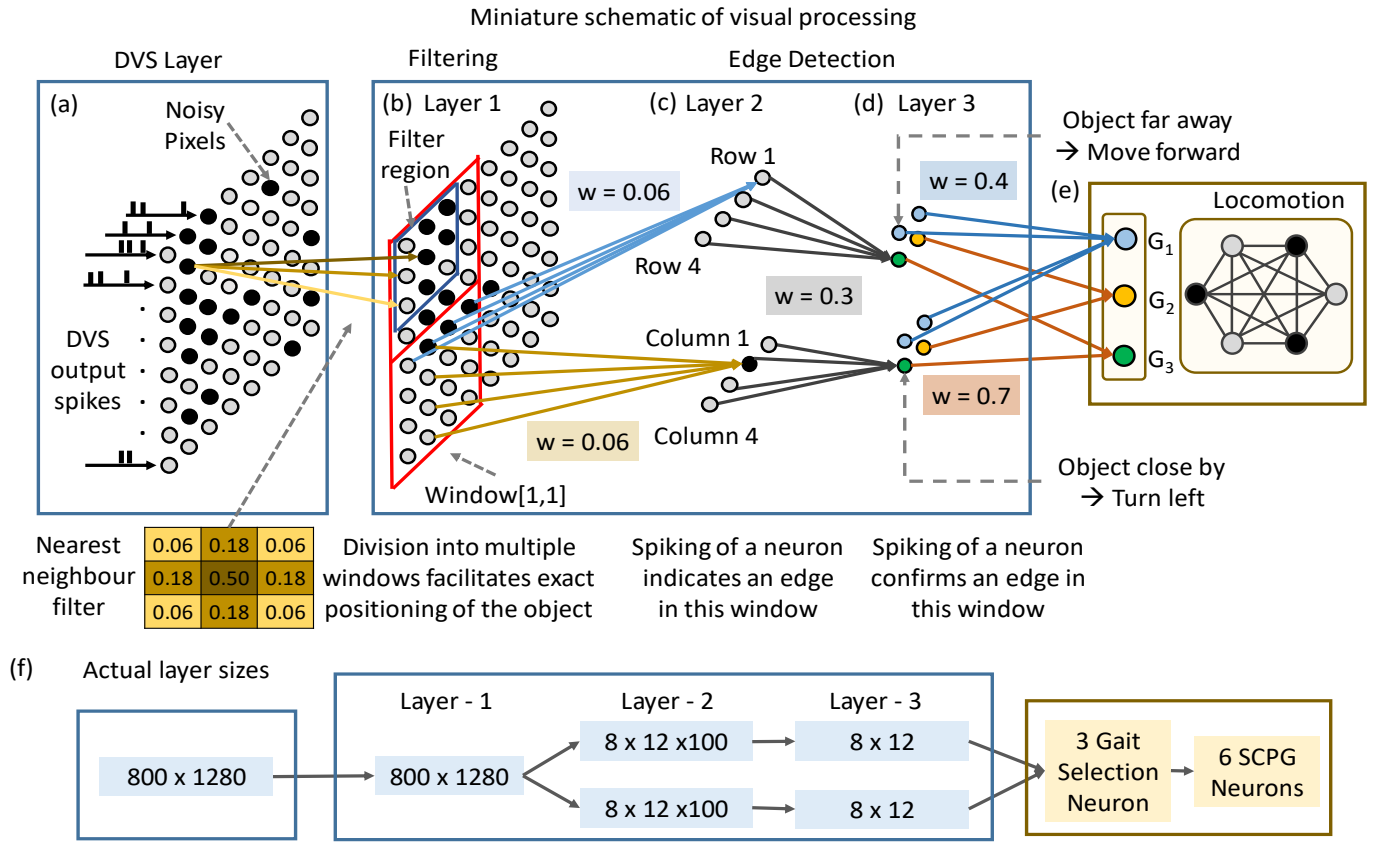 Miniature schematic of visual processing
DVS Layer
Filtering
Edge Detection
(a)
Noisy
Pixels
DVS
output
spikes
(b) Layer 1
Filter
region
w = 0.06
w = 0.06
Window[1,1]
(c) Layer 2
Row 1
Row 4
w = 0.3
Column 1
Column 4
(d) Layer 3
w = 0.4
w = 0.7
Object far away
→ Move forward
(e)
Locomotion
G1
G2
G3
Object close by
→ Turn left
Nearest
neighbour
filter
0.06 0.18 0.06
0.18 0.50 0.18
0.06 0.18 0.06
Division into multiple
windows facilitates exact
positioning of the object
Spiking of a neuron
indicates an edge
in this window
Spiking of a neuron
confirms an edge in
this window
(f)
Actual layer sizes
800 x 1280
Layer - 1
800 x 1280
Layer - 2
8 x 12 x100
8 x 12 x100
Layer - 3
8 x 12
8 x 12
3 Gait
Selection
Neuron
6 SCPG
Neurons